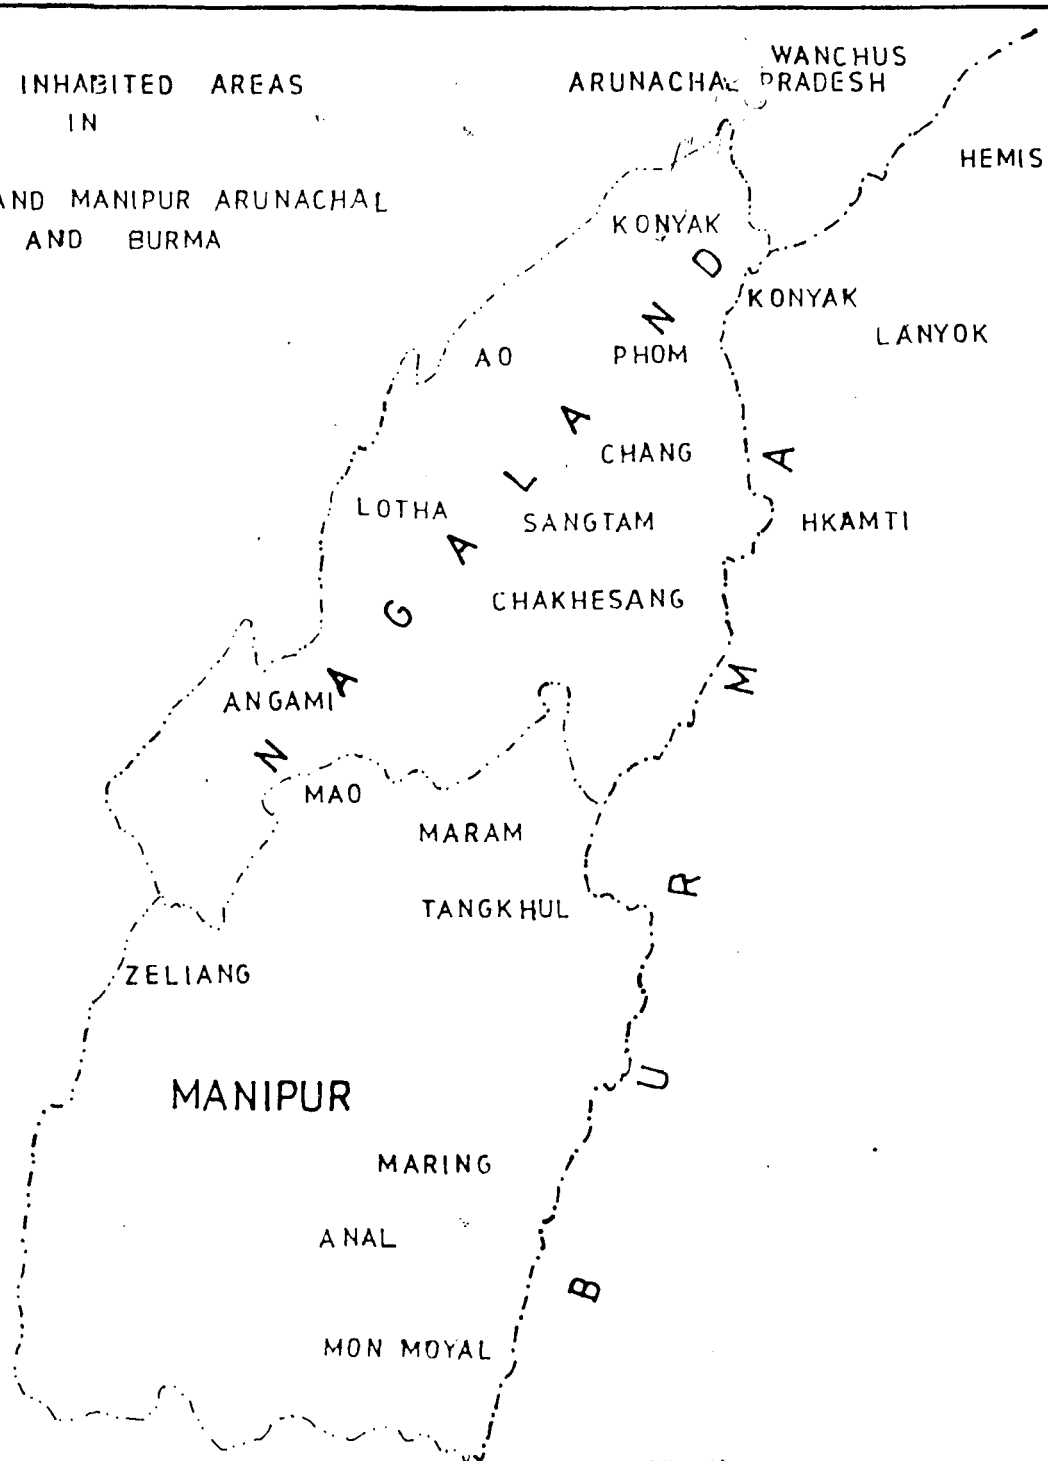 INHABITED AREAS
IN
AND MANIPUR ARUNACHAL
AND BURMA
WANCHUS
ARUNACHAL PRADESH
HEMIS
KONYAK
KONYAK
LANYOK
AO
PHOM
CHANG
LOTHA
SANGTAM
HKAMTI
CHAKHESANG
ANGAMI
NAGALAND
MAO
MARAM
TANGKHUL
ZELIANG
MANIPUR
MARING
ANAL
MON MOYAL
BURMA